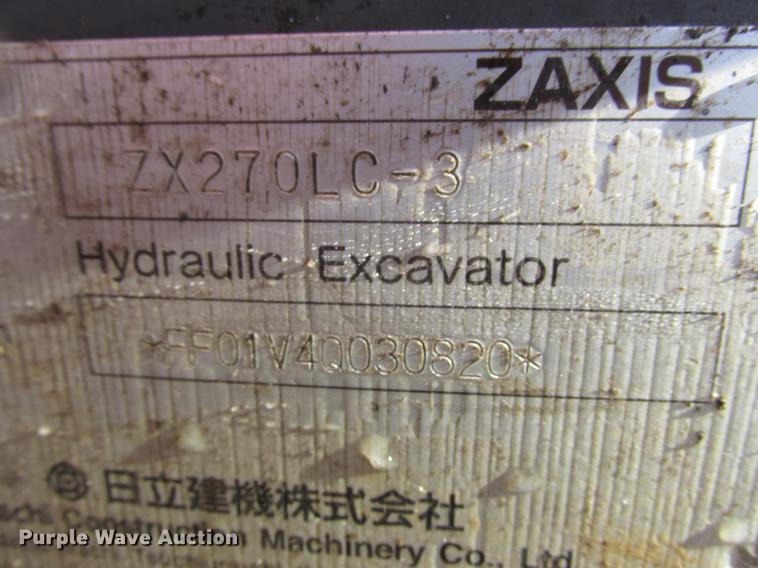 ZAXIS
ZX270LC-3
Hydraulic Excavator
*FF01V4Q030820*
日立建機株式会社
Construction Machinery Co., Ltd.
Purple Wave Auction